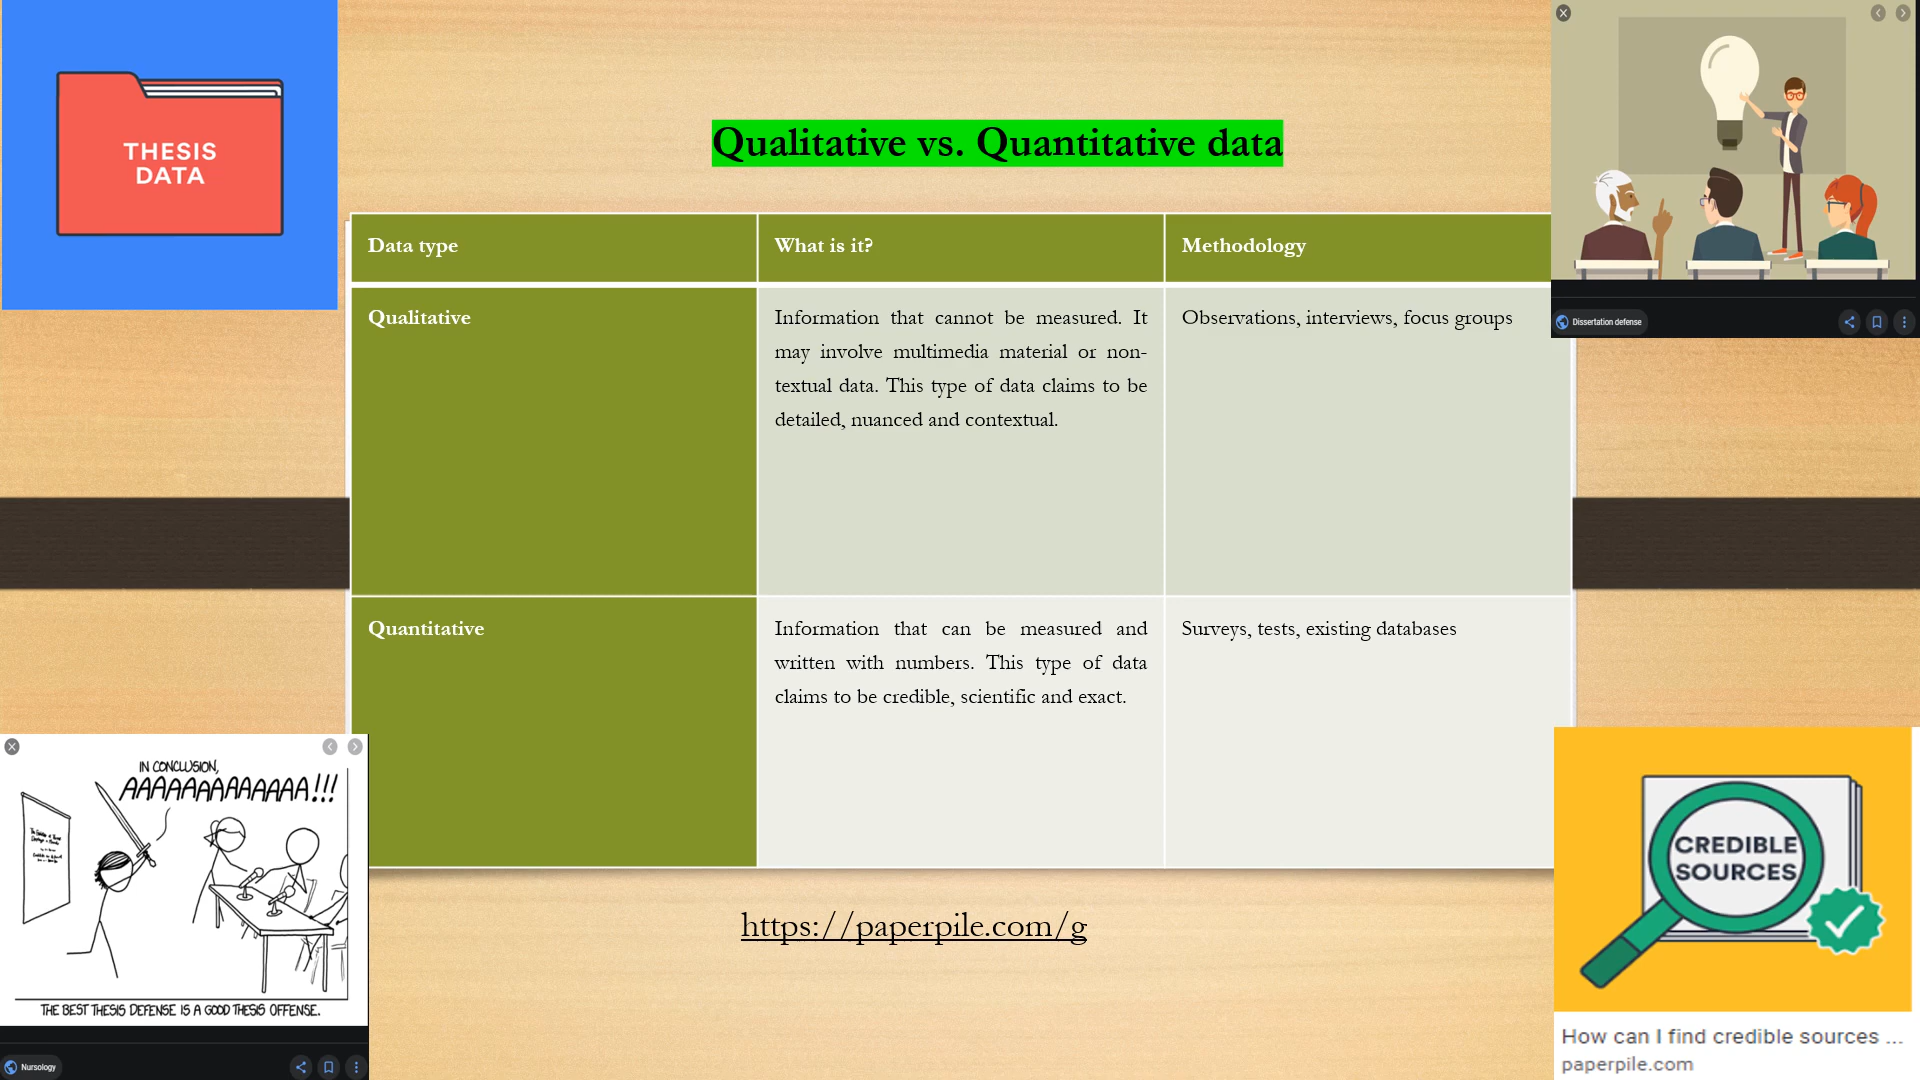 THESIS
DATA
Qualitative vs. Quantitative data
Data type
What is it?
Methodology
Qualitative
Information that cannot be measured. It
may involve multimedia material or non-
textual data. This type of data claims to be
detailed, nuanced and contextual.
Observations, interviews, focus groups
Quantitative
Information that can be measured and
written with numbers. This type of data
claims to be credible, scientific and exact.
Surveys, tests, existing databases
https://paperpile.com/g
Dissertation defense
IN CONCLUSION,
AAAAAAAAAAAAA!!!
THE BEST THESIS DEFENSE IS A GOOD THESIS OFFENSE.
Nursology
CREDIBLE
SOURCES
How can I find credible sources ...
paperpile.com